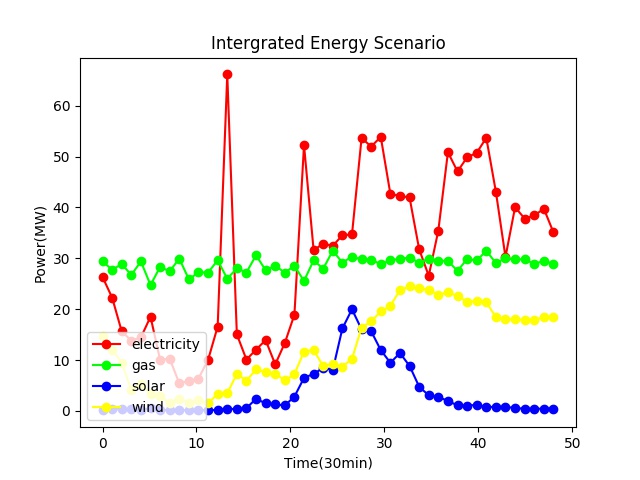 Intergrated Energy Scenario
Power(MW)
60
50
40
30
20
10
0
electricity
gas
solar
wind
0 10 20 30 40 50
Time(30min)